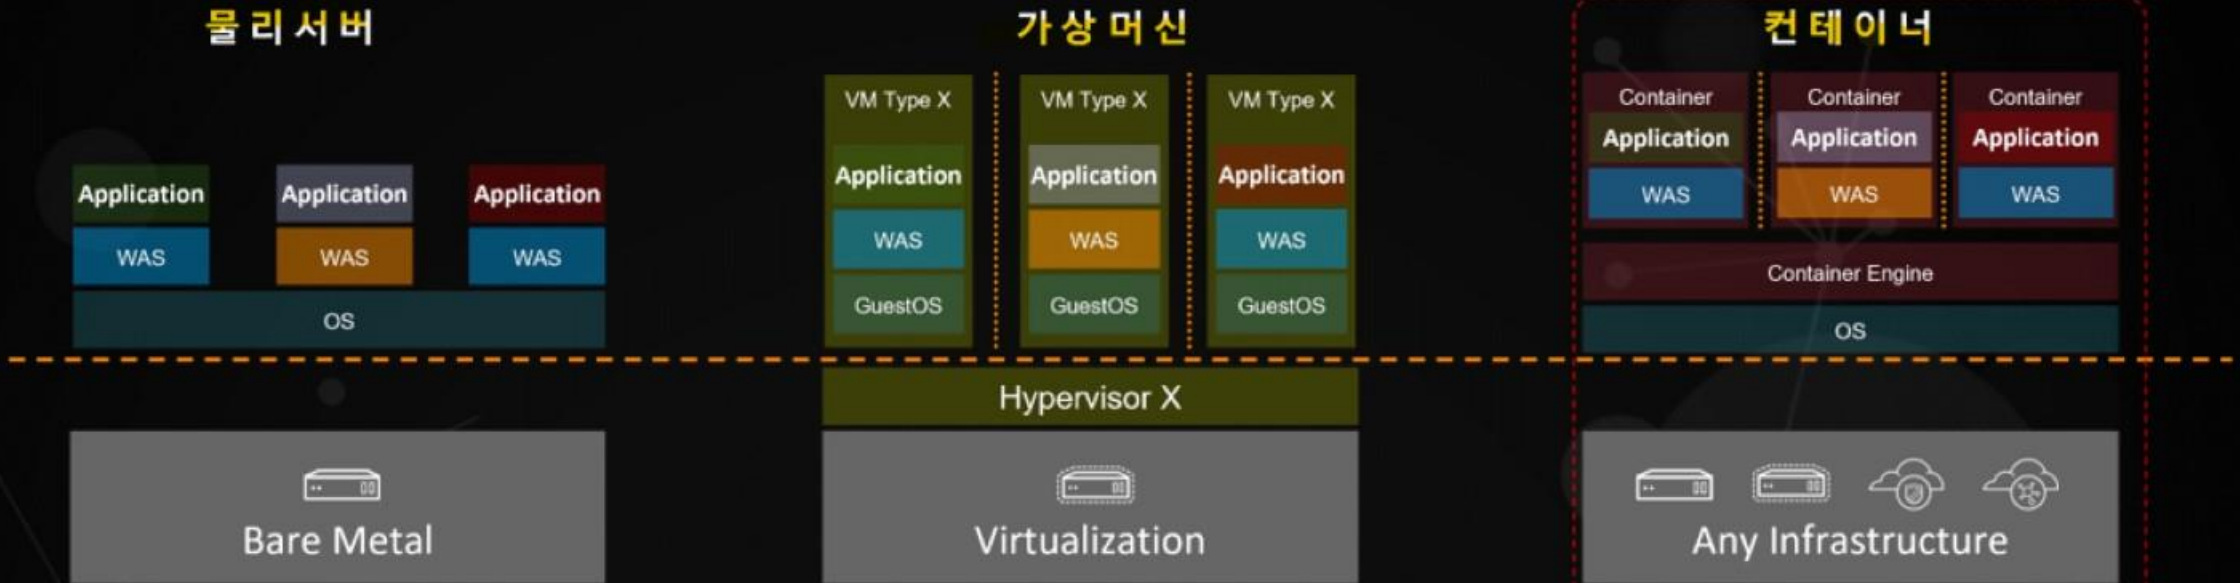 물리서버
Application
Application
Application
WAS
WAS
WAS
OS
Bare Metal
가상머신
VM Type X
VM Type X
VM Type X
Application
Application
Application
WAS
WAS
WAS
GuestOS
GuestOS
GuestOS
Hypervisor X
Virtualization
컨테이너
Container
Container
Container
Application
Application
Application
WAS
WAS
WAS
Container Engine
OS
Any Infrastructure